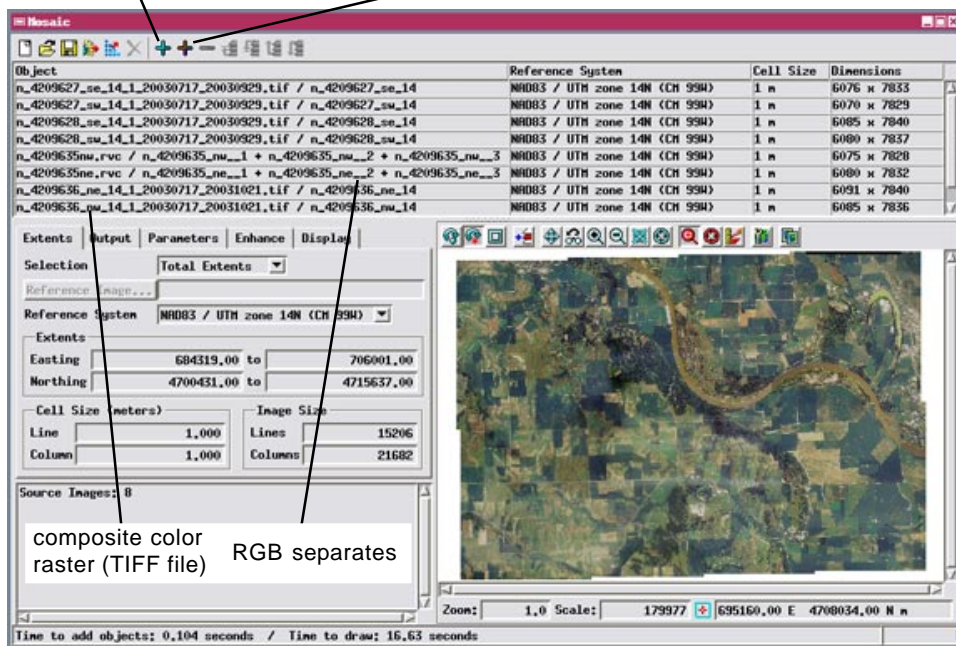 Mosaic
Object Reference System Cell Size Dimensions
n_4209627_se_14_1_20030717_20030929.tif / n_4209627_se_14 NAD83 / UTM zone 14N (CM 99W) 1 m 6076 x 7833
n_4209627_sw_14_1_20030717_20030929.tif / n_4209627_sw_14 NAD83 / UTM zone 14N (CM 99W) 1 m 6070 x 7829
n_4209628_se_14_1_20030717_20030929.tif / n_4209628_se_14 NAD83 / UTM zone 14N (CM 99W) 1 m 6085 x 7840
n_4209628_sw_14_1_20030717_20030929.tif / n_4209628_sw_14 NAD83 / UTM zone 14N (CM 99W) 1 m 6080 x 7837
n_4209635nw.rvc / n_4209635_nw__1 + n_4209635_nw__2 + n_4209635_nw__3 NAD83 / UTM zone 14N (CM 99W) 1 m 6075 x 7828
n_4209635ne.rvc / n_4209635_ne__1 + n_4209635_ne__2 + n_4209635_ne__3 NAD83 / UTM zone 14N (CM 99W) 1 m 6080 x 7832
n_4209636_ne_14_1_20030717_20031021.tif / n_4209636_ne_14 NAD83 / UTM zone 14N (CM 99W) 1 m 6091 x 7840
n_4209636_nw_14_1_20030717_20031021.tif / n_4209636_nw_14 NAD83 / UTM zone 14N (CM 99W) 1 m 6085 x 7836
Extents Output Parameters Enhance Display
Selection Total Extents
Reference Image...
Reference System NAD83 / UTM zone 14N (CM 99W)
Extents
Easting 684319.00 to 706001.00
Northing 4700431.00 to 4715637.00
Cell Size (meters) Image Size
Line 1.000 Lines 15206
Column 1.000 Columns 21682
Source Images: 8
composite color
raster (TIFF file)
RGB separates
Zoom: 1.0 Scale: 179977 695160.00 E 4708034.00 N m
Time to add objects: 0.104 seconds / Time to draw: 16.63 seconds